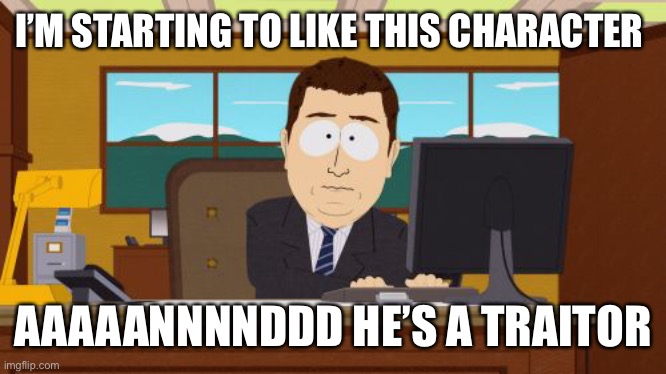 I'M STARTING TO LIKE THIS CHARACTER
AAAAANNNNDDD HE'S A TRAITOR
imgflip.com